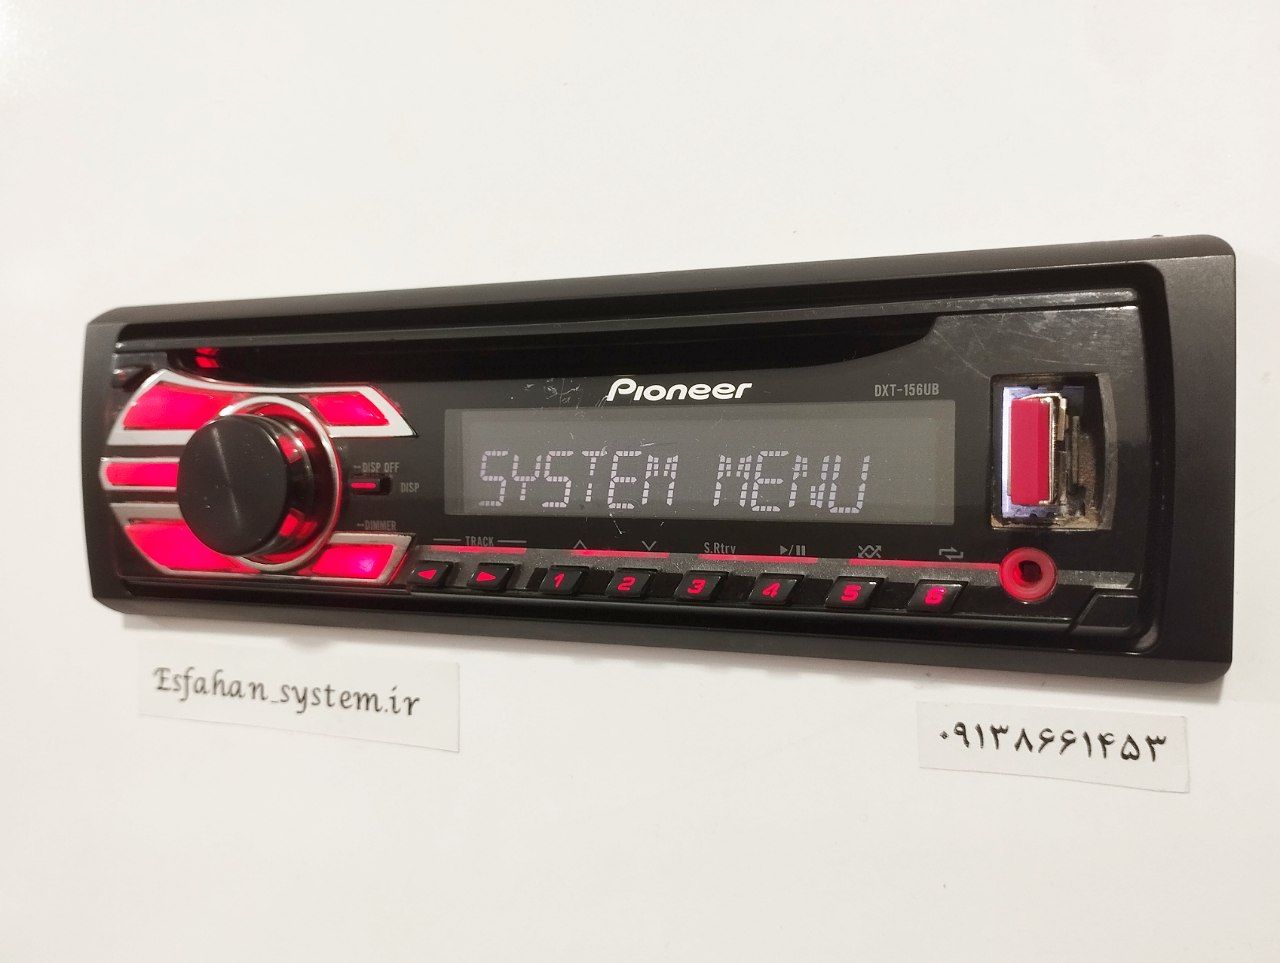 Pioneer
DXT-156UB
SYSTEM MENU
DISP OFF
DISP
DIMMER
TRACK
S.Rtrv
1 2 3 4 5 6
Esfahan_system.ir
۰۹۱۳۸۶۶۱۴۵۳